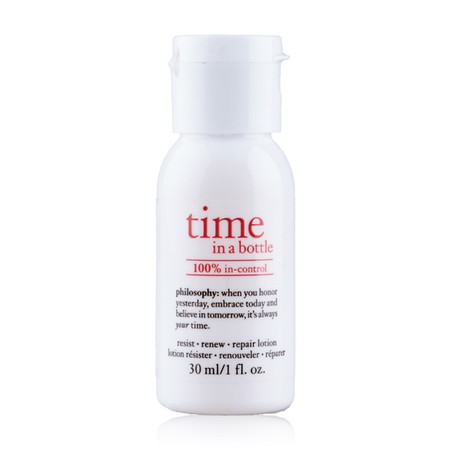 time
in a bottle
100% in-control
philosophy: when you honor
yesterday, embrace today and
believe in tomorrow, it's always
your time.
resist • renew • repair lotion
lotion résister • renouveler • réparer
30 ml/1 fl. oz.